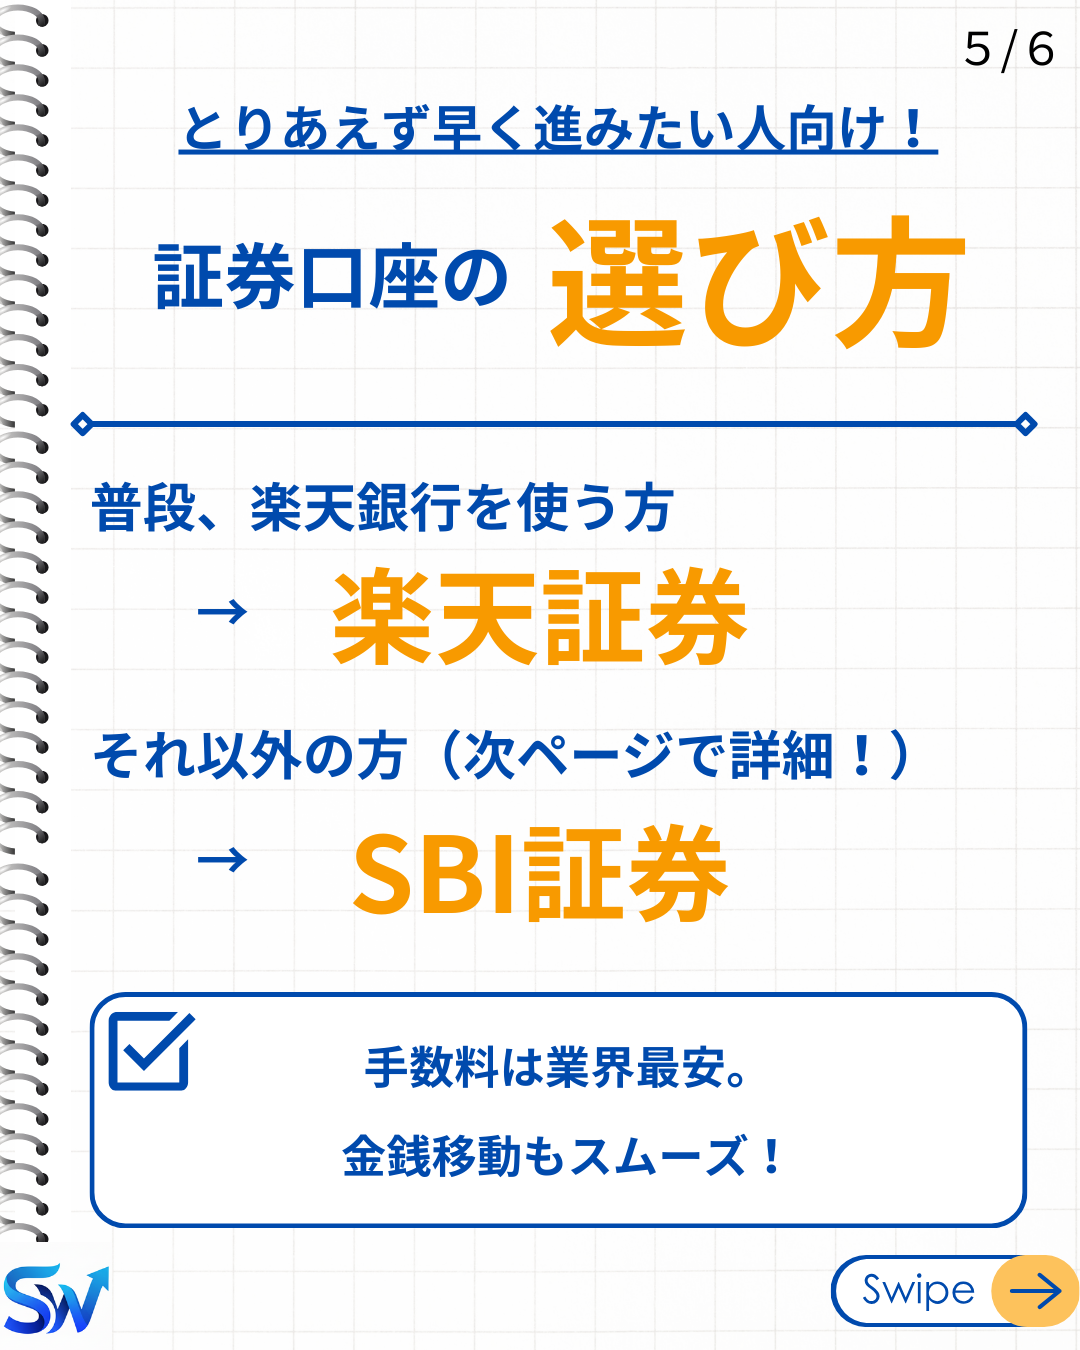 5/6
とりあえず早く進みたい人向け！
証券口座の 選び方
普段、楽天銀行を使う方
→ 楽天証券
それ以外の方（次ページで詳細！）
→ SBI証券
手数料は業界最安。
金銭移動もスムーズ！
SW
Swipe →